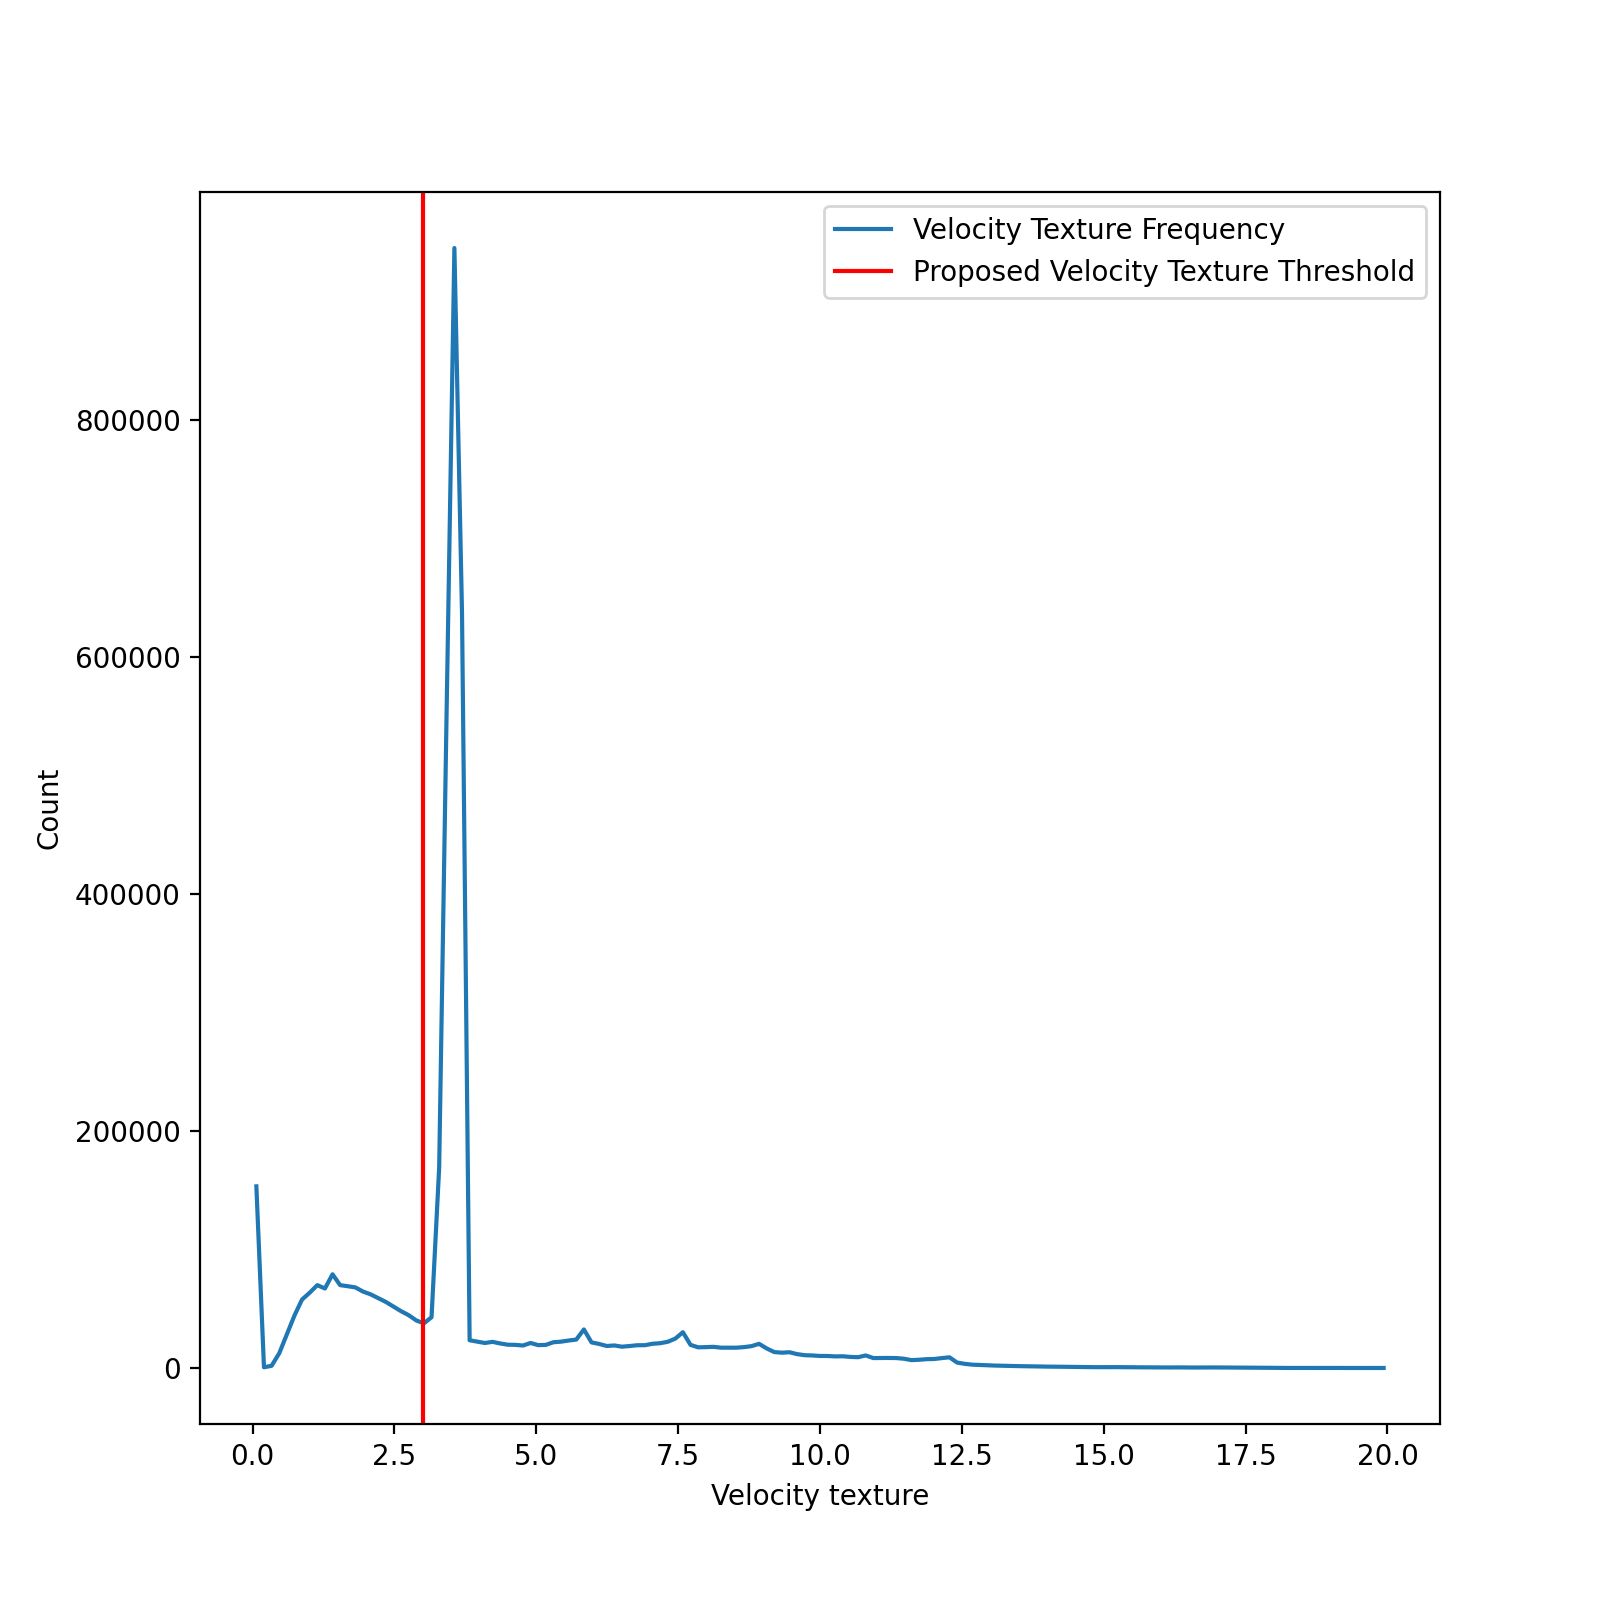 Velocity Texture Frequency
Proposed Velocity Texture Threshold
800000
600000
400000
200000
0
Count
0.0 2.5 5.0 7.5 10.0 12.5 15.0 17.5 20.0
Velocity texture